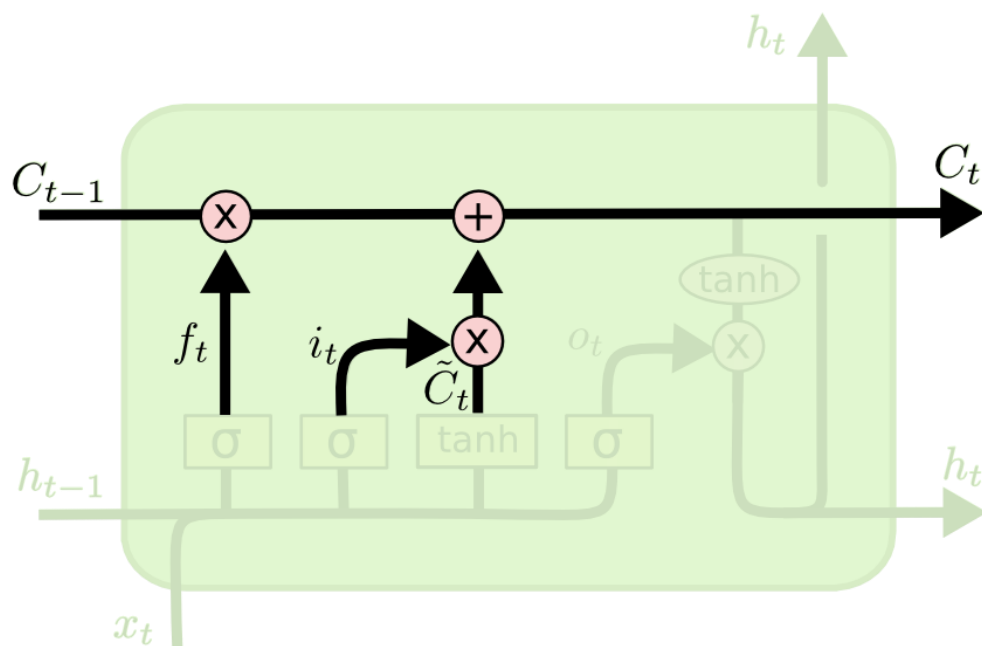 h_t
C_{t-1} x + C_t
tanh
f_t i_t x o_t x
C̃_t
σ σ tanh σ
h_{t-1} h_t
x_t